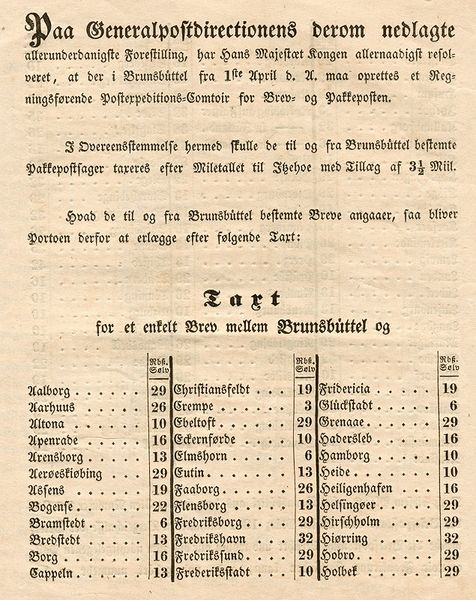 Paa Generalpostdirectionens derom nedlagte
allerunderdanigste Forestilling, har Hans Majestæt Kongen allernaadigst resol-
veret, at der i Brunsbüttel fra 1ste April d. A. maa oprettes et Reg-
ningsførende Postexpeditions-Comtoir for Brev- og Pakkeposten.
I Overeensstemmelse hermed skulle de til og fra Brunsbüttel bestemte
Pakkepostsager taxeres efter Miletallet til Itzehoe med Tillæg af 3½ Miil.
Hvad de til og fra Brunsbüttel bestemte Breve angaaer, saa bliver
Portoen derfor at erlægge efter følgende Taxt:
Taxt
for et enkelt Brev mellem Brunsbüttel og
Rbß. Sølv Rbß. Sølv Rbß. Sølv
Aalborg . . . . . 29 Christiansfeldt . . 19 Fridericia . . . . 19
Aarhuus . . . . . 26 Crempe . . . . . 3 Glückstadt . . . . 6
Altona . . . . . 10 Ebeltoft . . . . . 29 Grenaae . . . . . 29
Apenrade . . . . 16 Eckernførde . . . . 10 Hadersleb . . . . 16
Arensborg . . . . 13 Elmshorn . . . . 6 Hamborg . . . . 10
Aerøeskiøbing . . . 29 Eutin . . . . . 13 Heide . . . . . 10
Assens . . . . . 19 Faaborg . . . . . 26 Heiligenhafen . . . 16
Bogense . . . . . 22 Flensborg . . . . 13 Helsingøer . . . . 29
Bramstedt . . . . 6 Fredriksborg . . . 29 Hirschholm . . . . 29
Bredstedt . . . . 13 Fredrikshavn . . . 32 Hiørring . . . . . 32
Borg . . . . . 16 Fredrikssund . . . 29 Hobro . . . . . 29
Cappeln . . . . . 13 Frederiksstadt . . . 10 Holbek . . . . . 29